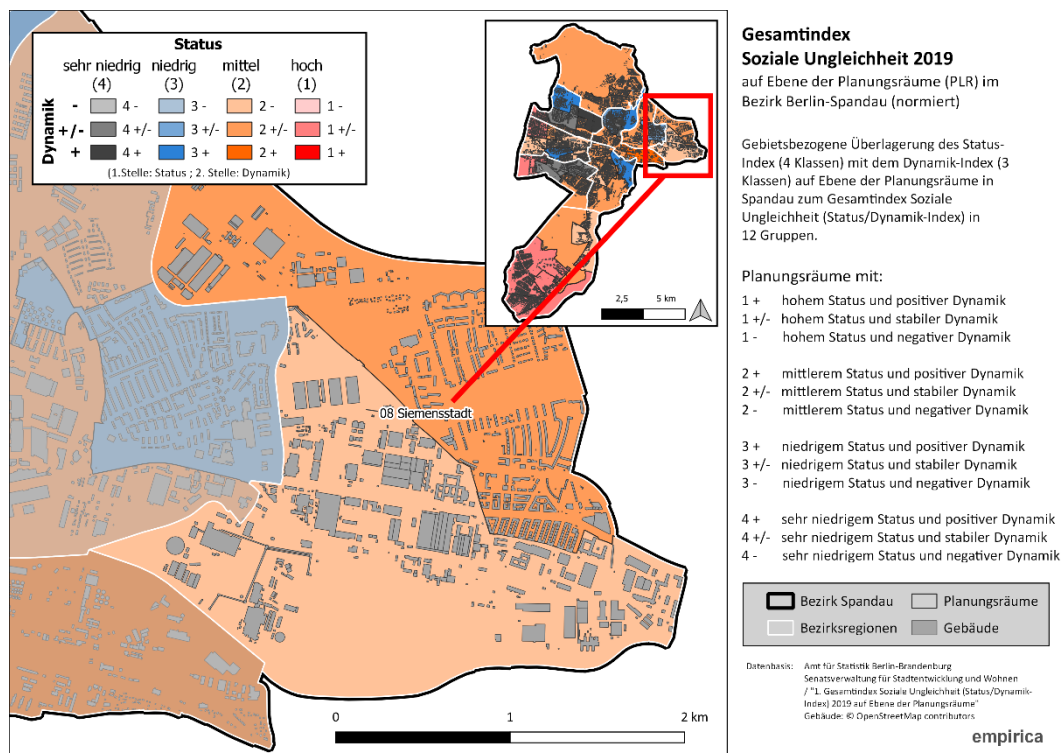 Status
sehr niedrig niedrig mittel hoch
(4) (3) (2) (1)
Dynamik
- 4 - 3 - 2 - 1 -
+/- 4 +/- 3 +/- 2 +/- 1 +/-
+ 4 + 3 + 2 + 1 +
(1.Stelle: Status ; 2. Stelle: Dynamik)
2,5 5 km
08 Siemensstadt
0 1 2 km
Gesamtindex
Soziale Ungleichheit 2019
auf Ebene der Planungsräume (PLR) im
Bezirk Berlin-Spandau (normiert)
Gebietsbezogene Überlagerung des Status-
Index (4 Klassen) mit dem Dynamik-Index (3
Klassen) auf Ebene der Planungsräume in
Spandau zum Gesamtindex Soziale
Ungleichheit (Status/Dynamik-Index) in
12 Gruppen.
Planungsräume mit:
1 + hohem Status und positiver Dynamik
1 +/- hohem Status und stabiler Dynamik
1 - hohem Status und negativer Dynamik
2 + mittlerem Status und positiver Dynamik
2 +/- mittlerem Status und stabiler Dynamik
2 - mittlerem Status und negativer Dynamik
3 + niedrigem Status und positiver Dynamik
3 +/- niedrigem Status und stabiler Dynamik
3 - niedrigem Status und negativer Dynamik
4 + sehr niedrigem Status und positiver Dynamik
4 +/- sehr niedrigem Status und stabiler Dynamik
4 - sehr niedrigem Status und negativer Dynamik
Bezirk Spandau Planungsräume
Bezirksregionen Gebäude
Datenbasis: Amt für Statistik Berlin-Brandenburg
Senatsverwaltung für Stadtentwicklung und Wohnen
/ "1. Gesamtindex Soziale Ungleichheit (Status/Dynamik-
Index) 2019 auf Ebene der Planungsräume"
Gebäude: © OpenStreetMap contributors
empirica